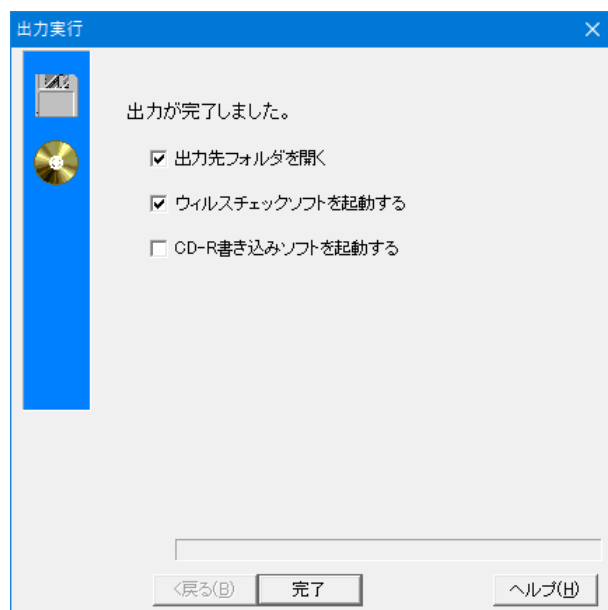 出力実行
出力が完了しました。
出力先フォルダを開く
ウィルスチェックソフトを起動する
CD-R書き込みソフトを起動する
<戻る(B)
完了
ヘルプ(H)